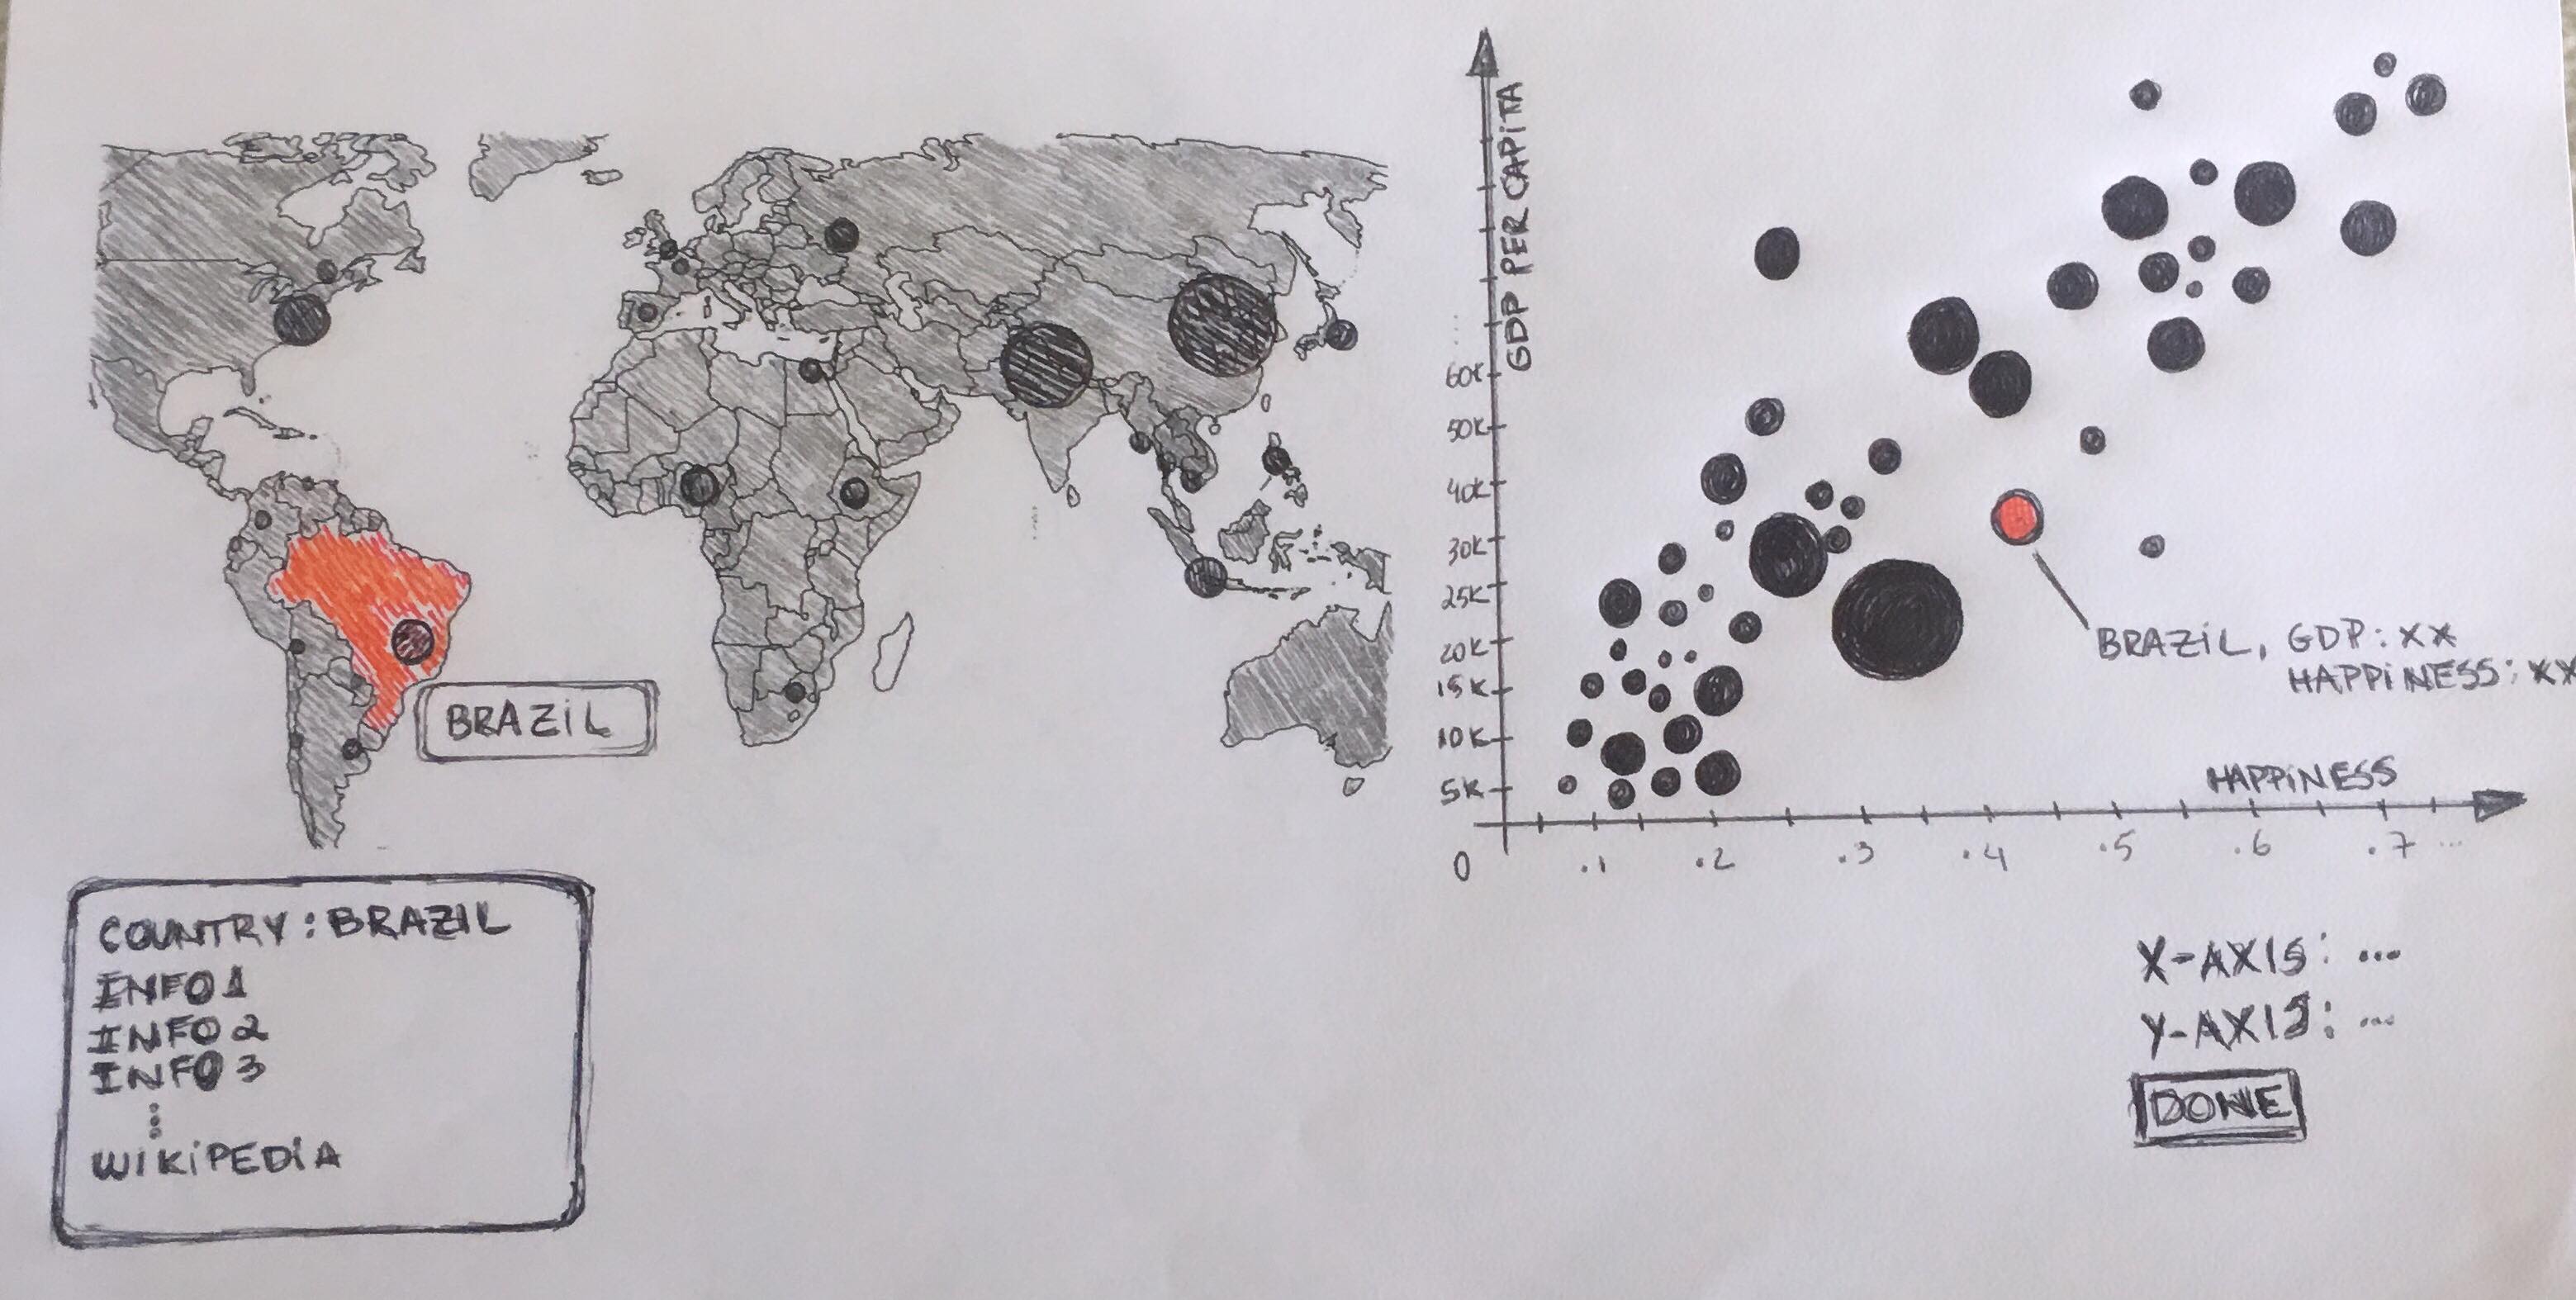 BRAZiL
GDP PER CAPiTA
60K
50K
40K
30K
25K
20K
15K
10K
5K
0
.1
.2
.3
.4
.5
.6
.7 ...
HAPPiNESS
BRAZiL, GDP: XX
HAPPiNESS: XX
COUNTRY: BRAZIL
INFO 1
INFO 2
INFO 3
WIKiPEDiA
X-AXIS: ...
Y-AXIS: ...
DONE